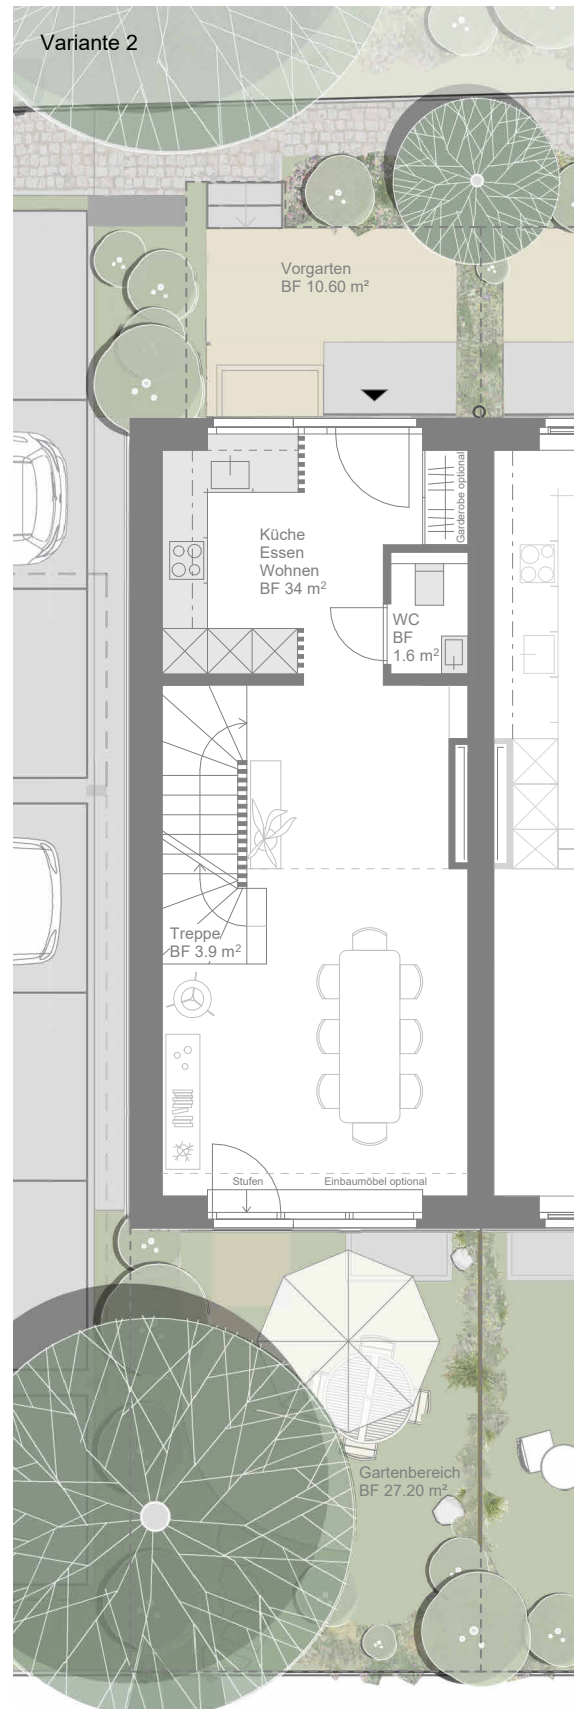 Variante 2
Vorgarten
BF 10.60 m²
Garderobe optional
Küche
Essen
Wohnen
BF 34 m²
WC
BF
1.6 m²
Treppe
BF 3.9 m²
Stufen
Einbaumöbel optional
Gartenbereich
BF 27.20 m²